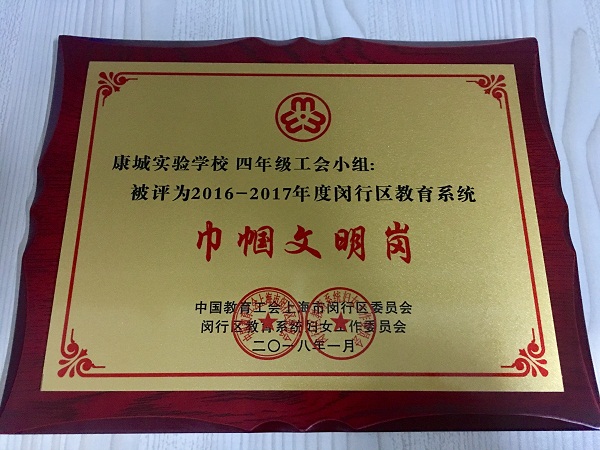 康城实验学校 四年级工会小组:
被评为2016-2017年度闵行区教育系统
巾帼文明岗
中国教育工会上海市闵行区委员会
闵行区教育系统妇女工作委员会
二〇一八年一月